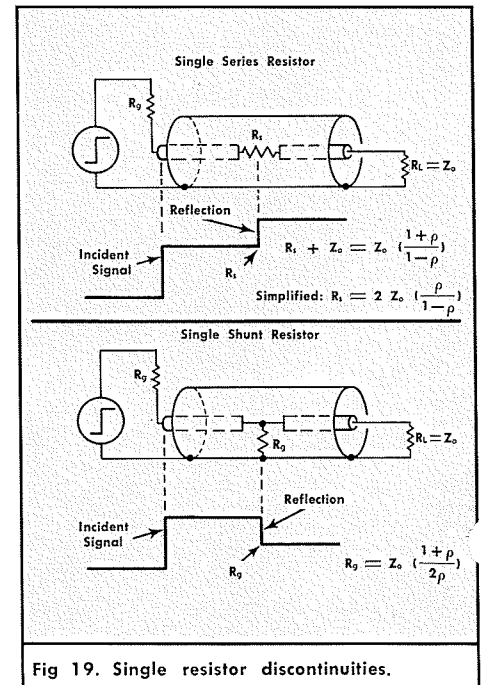 Single Series Resistor
Rg
Rs
RL = Zo
Reflection
Incident
Signal
Rs
Rs + Zo = Zo (1+ρ/1−ρ)
Simplified: Rs = 2 Zo (ρ/1−ρ)
Single Shunt Resistor
Rg
Rg
RL = Zo
Reflection
Incident
Signal
Rg
Rg = Zo (1+ρ/2ρ)
Fig 19. Single resistor discontinuities.